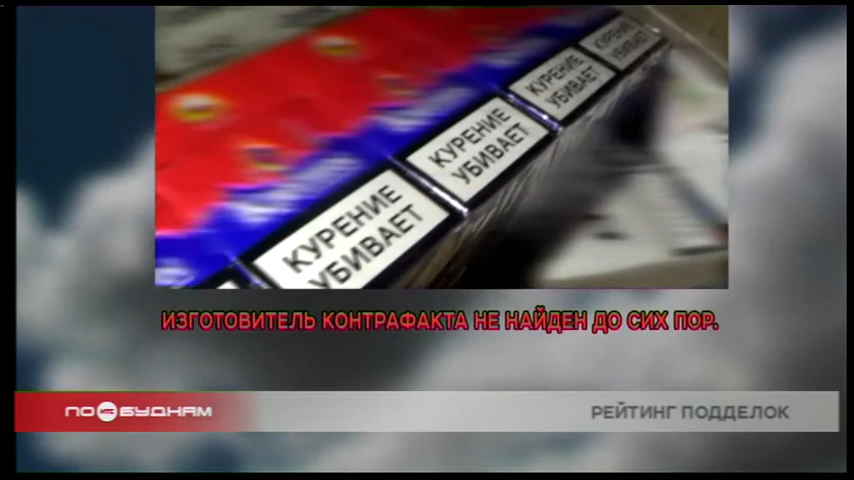 КУРЕНИЕ
УБИВАЕТ
КУРЕНИЕ
УБИВАЕТ
КУРЕНИЕ
УБИВАЕТ
КУРЕНИЕ
УБИВАЕТ
ИЗГОТОВИТЕЛЬ КОНТРАФАКТА НЕ НАЙДЕН ДО СИХ ПОР.
ПО БУДНЯМ
РЕЙТИНГ ПОДДЕЛОК